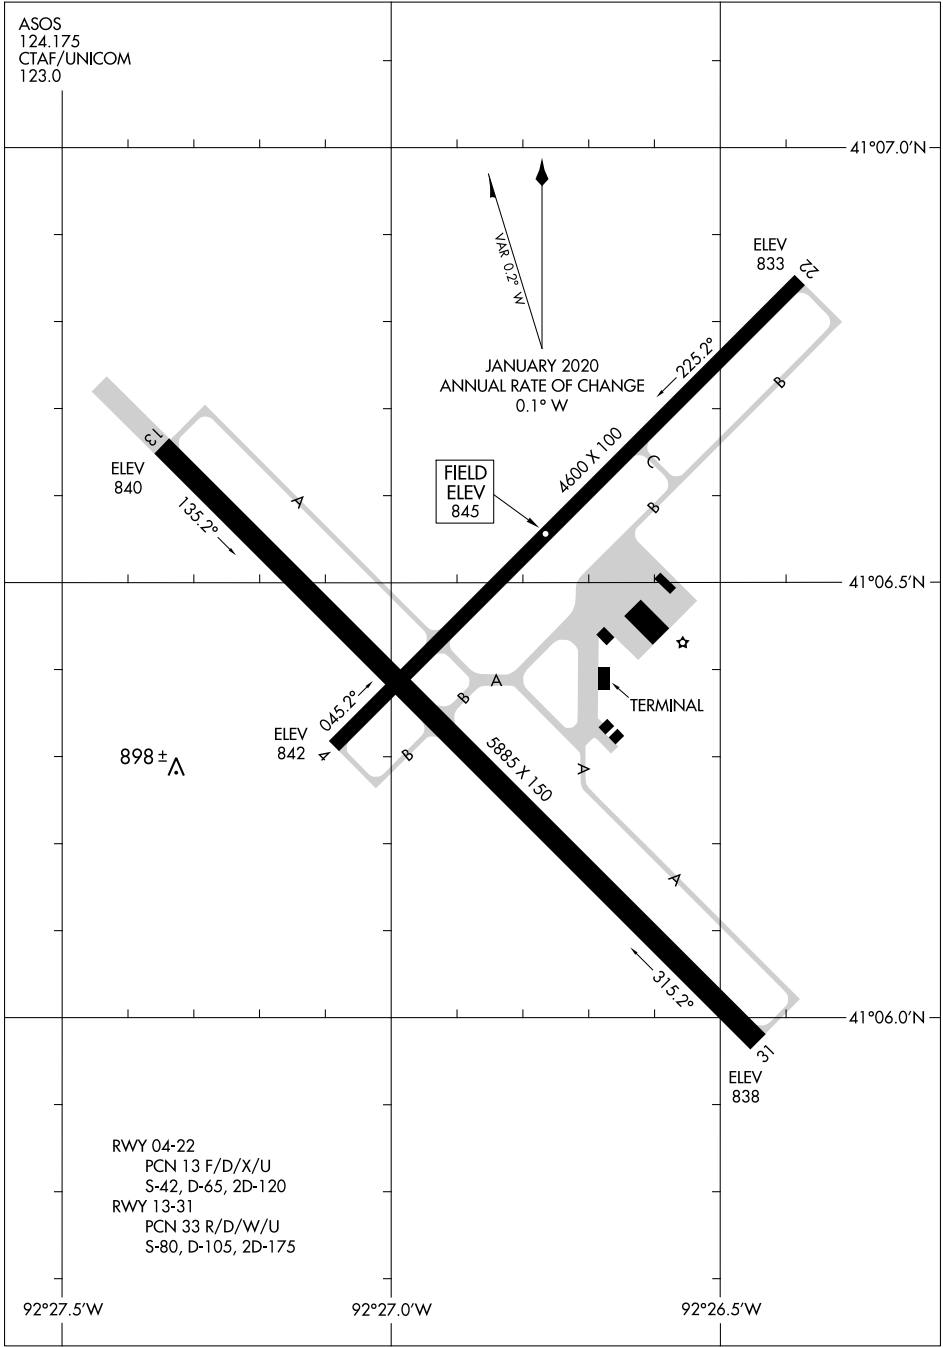 ASOS
124.175
CTAF/UNICOM
123.0
41°07.0'N
VAR 0.2° W
JANUARY 2020
ANNUAL RATE OF CHANGE
0.1° W
ELEV
833
22
225.2°
B
4600 X 100
C
B
FIELD
ELEV
845
13
ELEV
840
135.2°
A
41°06.5'N
045.2°
ELEV
842
4
B
B
A
TERMINAL
898 ±
5885 X 150
A
A
315.2°
41°06.0'N
31
ELEV
838
RWY 04-22
PCN 13 F/D/X/U
S-42, D-65, 2D-120
RWY 13-31
PCN 33 R/D/W/U
S-80, D-105, 2D-175
92°27.5'W
92°27.0'W
92°26.5'W